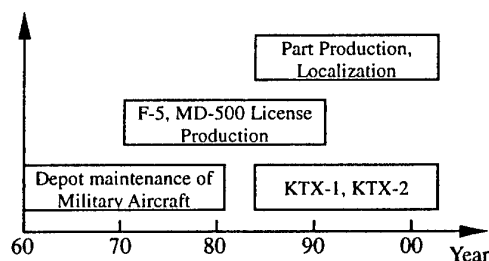 Part Production,
Localization
F-5, MD-500 License
Production
Depot maintenance of
Military Aircraft
KTX-1, KTX-2
60 70 80 90 00
Year